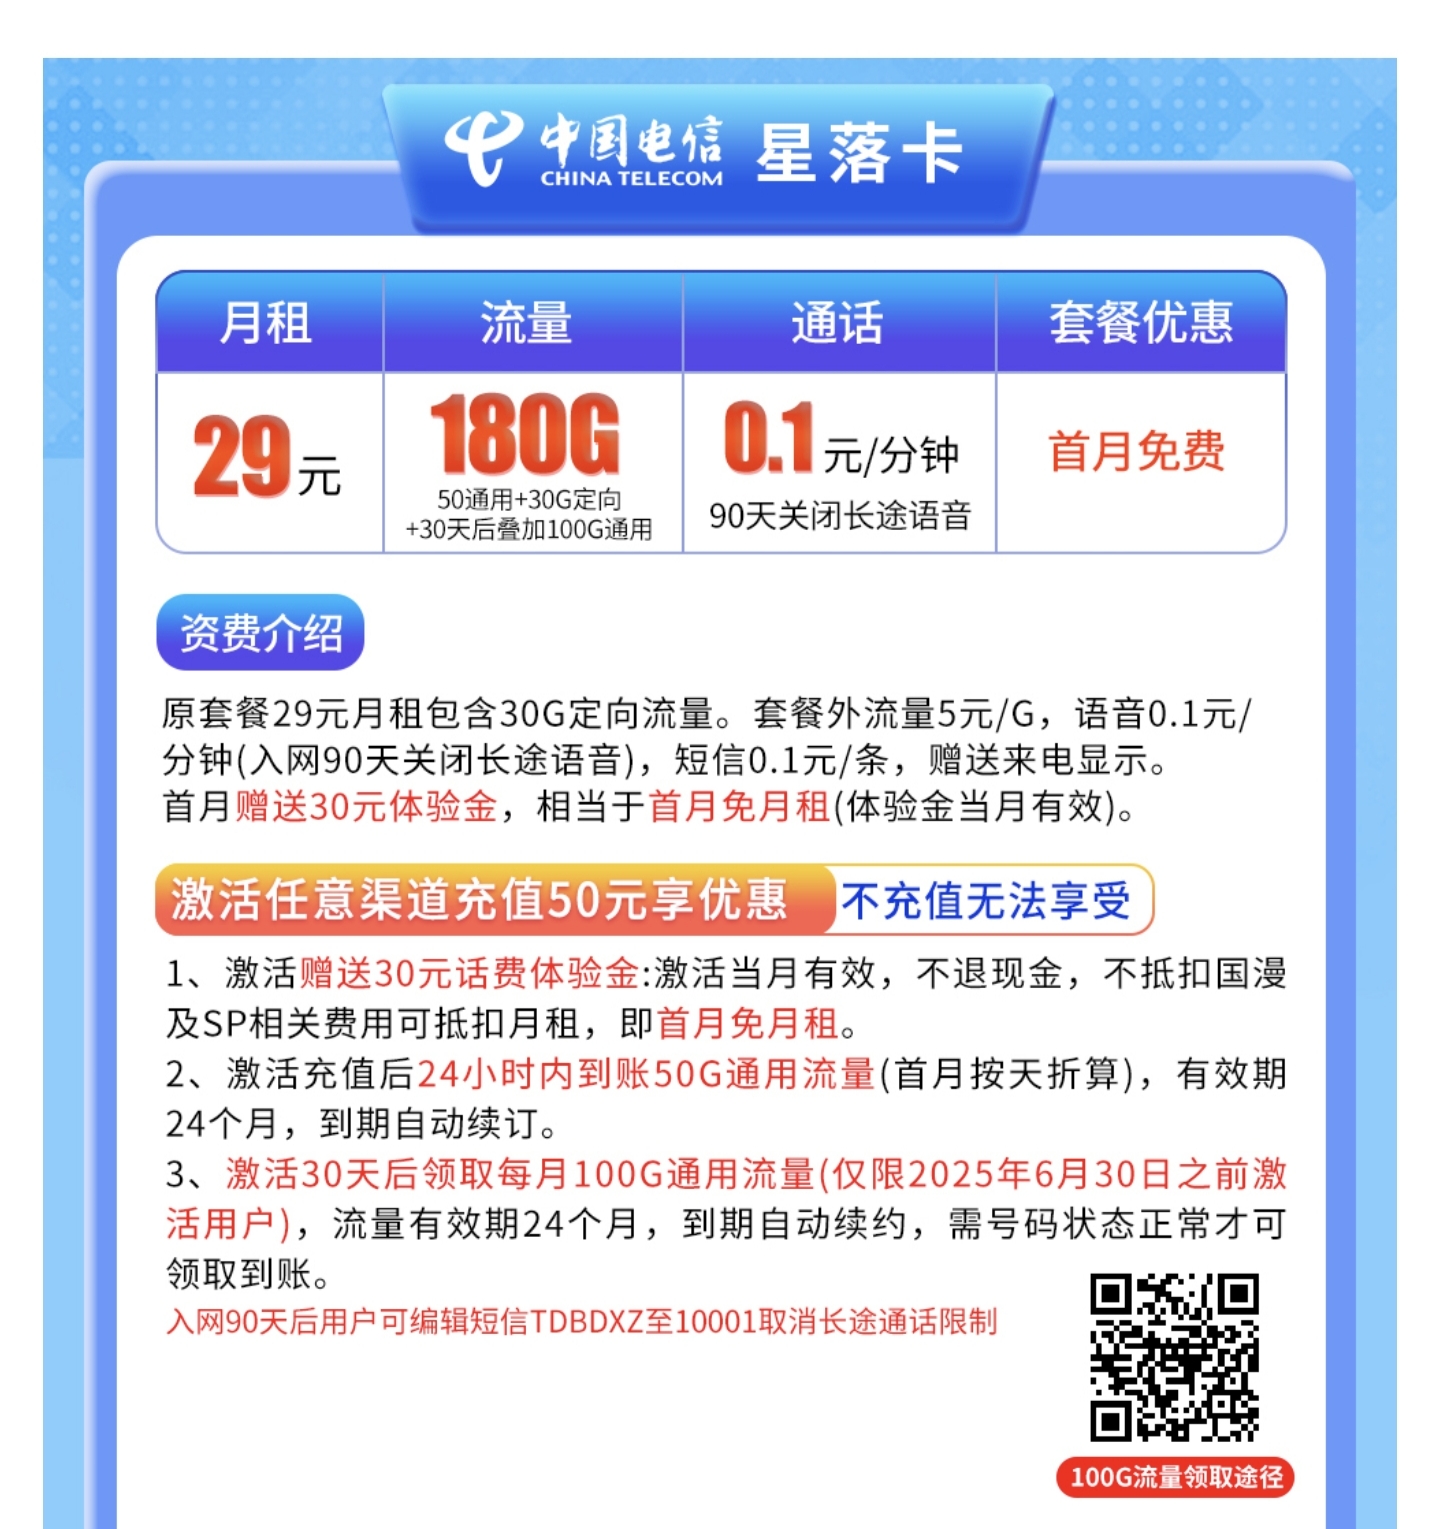 中国电信 CHINA TELECOM 星落卡
月租 流量 通话 套餐优惠
29元 180G 0.1元/分钟 首月免费
50通用+30G定向
+30天后叠加100G通用
90天关闭长途语音
资费介绍
原套餐29元月租包含30G定向流量。套餐外流量5元/G，语音0.1元/
分钟(入网90天关闭长途语音)，短信0.1元/条，赠送来电显示。
首月赠送30元体验金，相当于首月免月租(体验金当月有效)。
激活任意渠道充值50元享优惠 不充值无法享受
1、激活赠送30元话费体验金:激活当月有效，不退现金，不抵扣国漫
及SP相关费用可抵扣月租，即首月免月租。
2、激活充值后24小时内到账50G通用流量(首月按天折算)，有效期
24个月，到期自动续订。
3、激活30天后领取每月100G通用流量(仅限2025年6月30日之前激
活用户)，流量有效期24个月，到期自动续约，需号码状态正常才可
领取到账。
入网90天后用户可编辑短信TDBDXZ至10001取消长途通话限制
100G流量领取途径